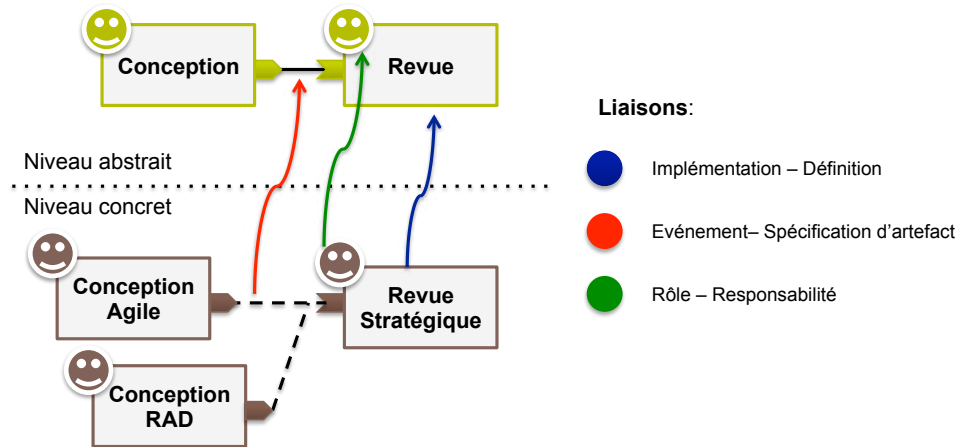 Conception
Revue
Niveau abstrait
Niveau concret
Conception
Agile
Revue
Stratégique
Conception
RAD
Liaisons:
Implémentation – Définition
Evénement– Spécification d’artefact
Rôle – Responsabilité